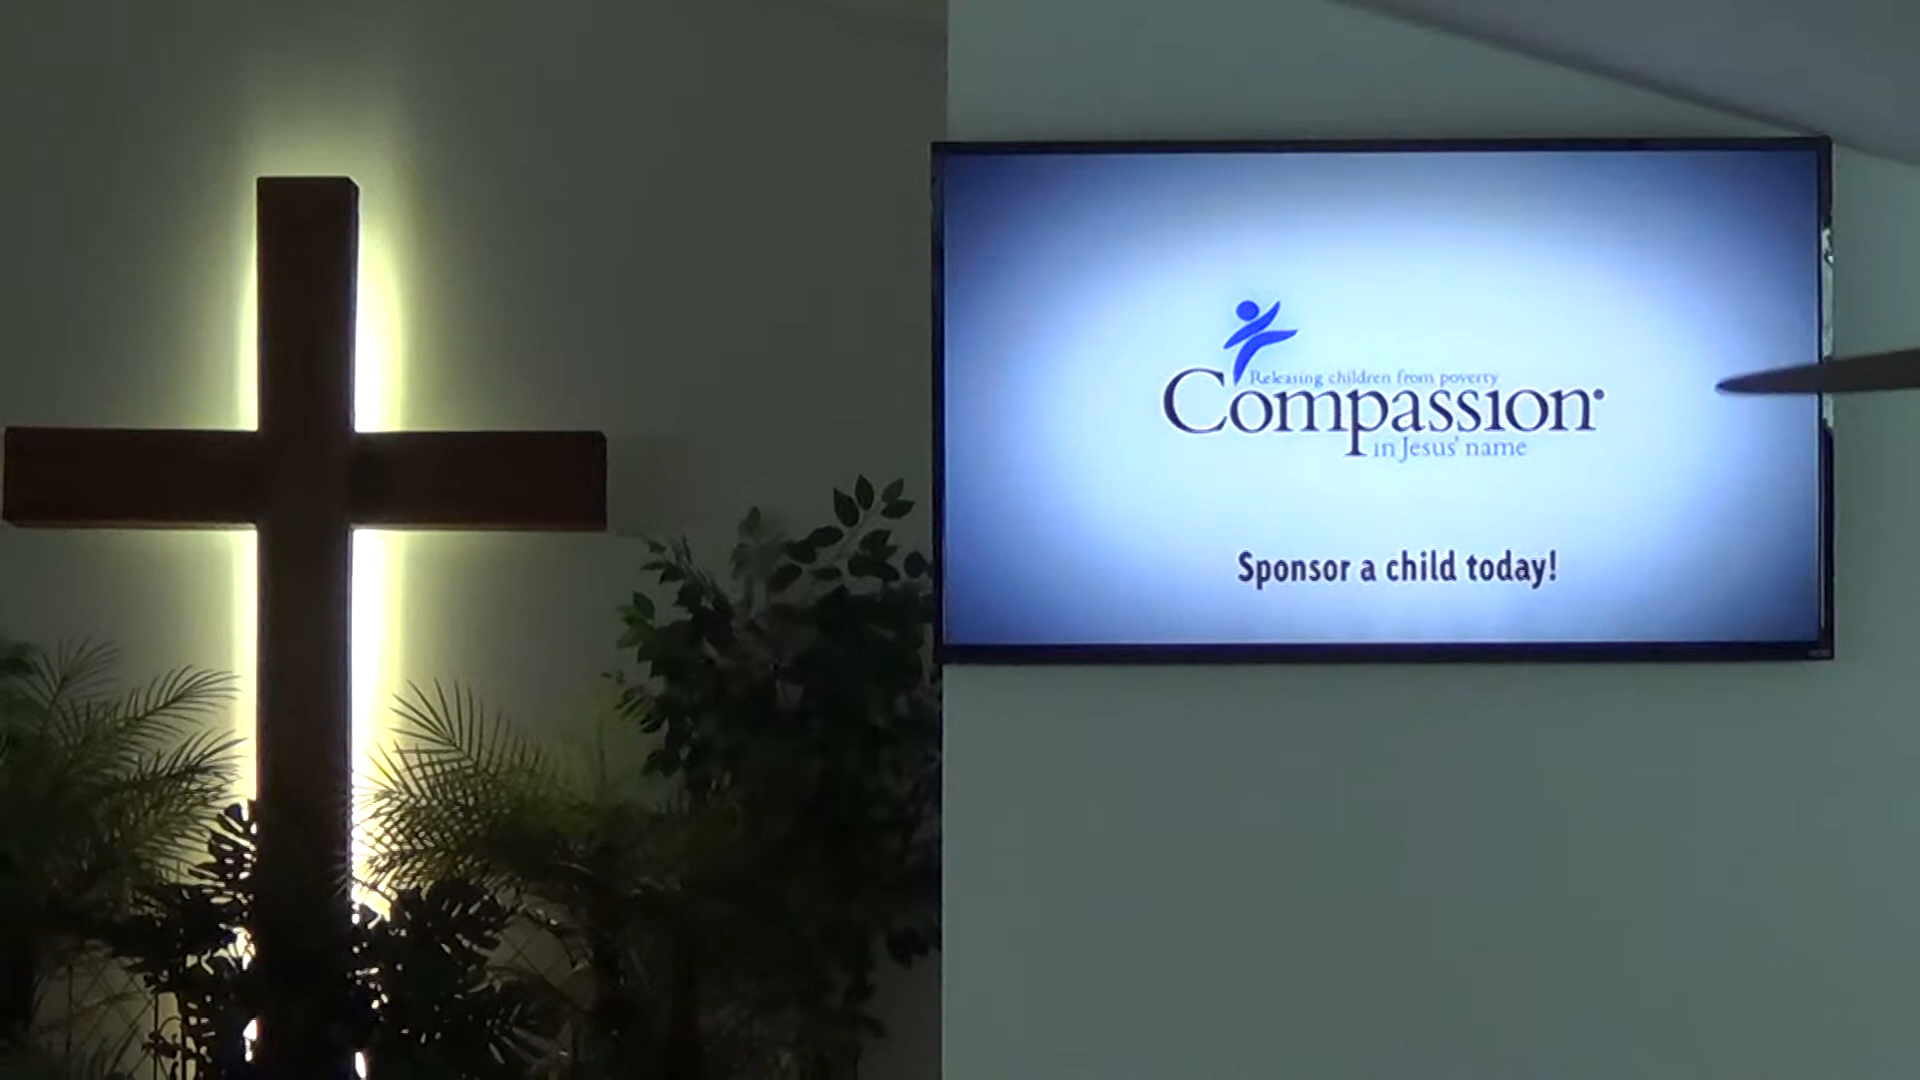 Releasing children from poverty
Compassion®
in Jesus' name
Sponsor a child today!